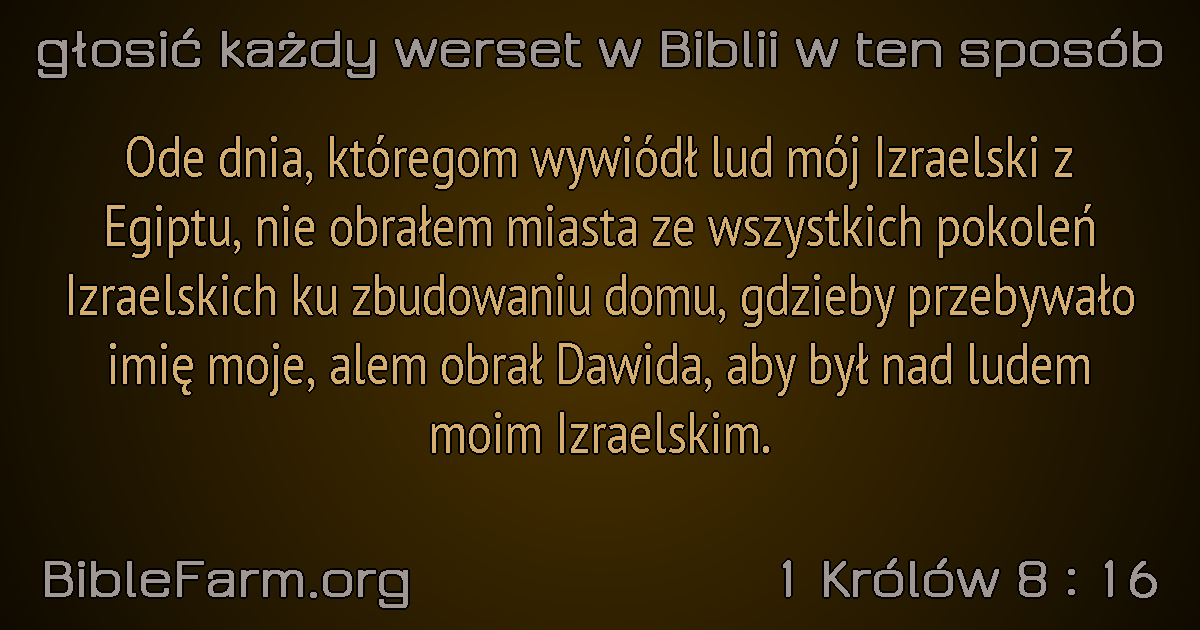 głosić każdy werset w Biblii w ten sposób
Ode dnia, któregom wywiódł lud mój Izraelski z
Egiptu, nie obrałem miasta ze wszystkich pokoleń
Izraelskich ku zbudowaniu domu, gdzieby przebywało
imię moje, alem obrał Dawida, aby był nad ludem
moim Izraelskim.
BibleFarm.org
1 Królów 8 : 16